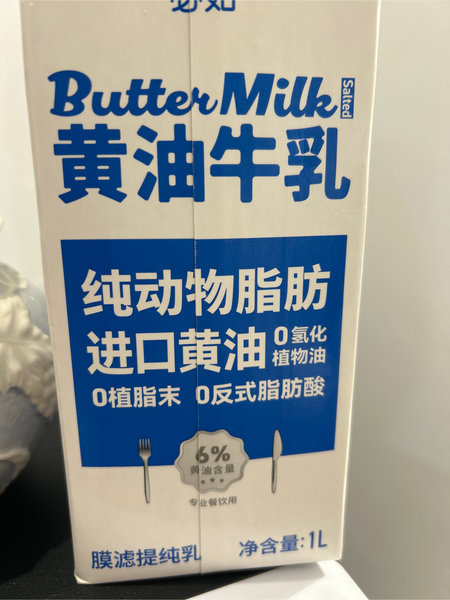 必如
Butter Milk Salted
黄油牛乳
纯动物脂肪
进口黄油 0氢化
植物油
0植脂末 0反式脂肪酸
6%
黄油含量
专业餐饮用
膜滤提纯乳 净含量:1L